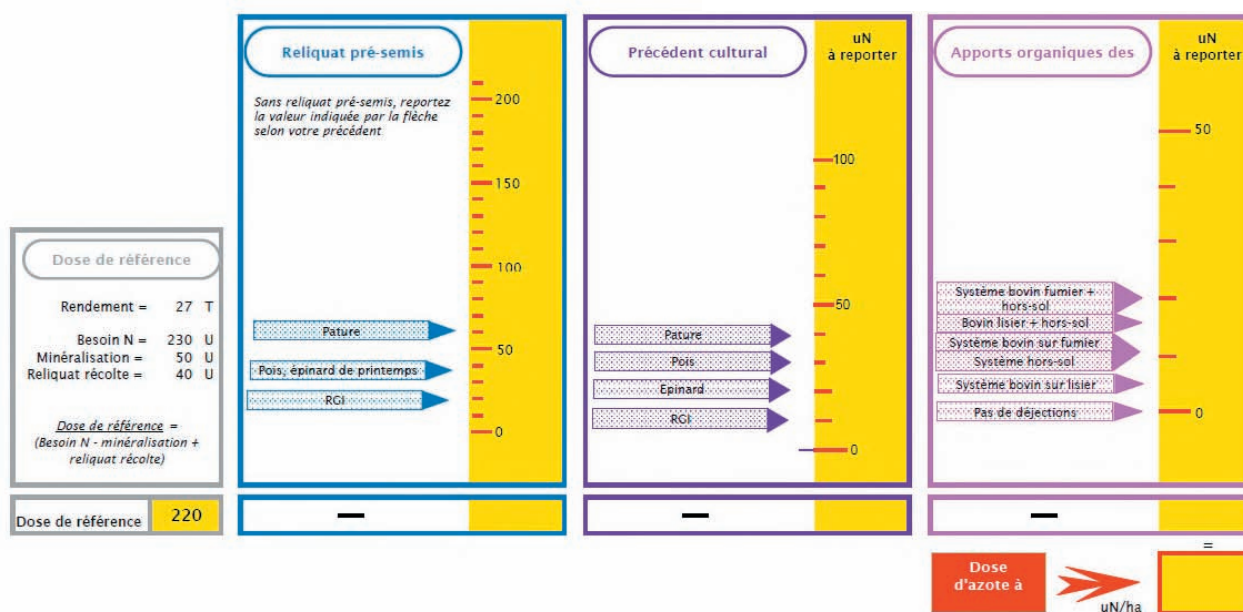 Dose de référence
Rendement = 27 T
Besoin N = 230 U
Minéralisation = 50 U
Reliquat récolte = 40 U
Dose de référence =
(Besoin N - minéralisation +
reliquat récolte)
Dose de référence 220
Reliquat pré-semis
Sans reliquat pré-semis, reportez
la valeur indiquée par la flèche
selon votre précédent
200
150
100
50
0
Pature
Pois, épinard de printemps
RGI
—
Précédent cultural
uN
à reporter
100
50
0
Pature
Pois
Epinard
RGI
—
Apports organiques des
uN
à reporter
50
0
Système bovin fumier +
hors-sol
Bovin lisier + hors-sol
Système bovin sur fumier
Système hors-sol
Système bovin sur lisier
Pas de déjections
—
=
Dose
d'azote à
uN/ha